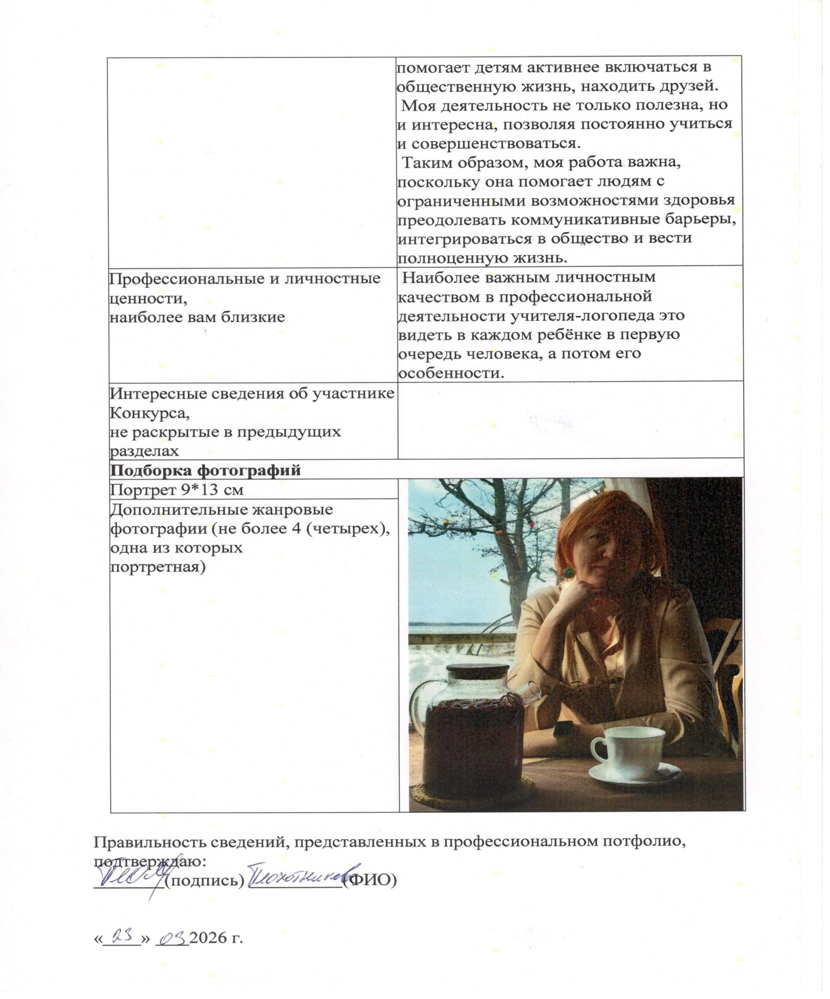 помогает детям активнее включаться в
общественную жизнь, находить друзей.
Моя деятельность не только полезна, но
и интересна, позволяя постоянно учиться
и совершенствоваться.
Таким образом, моя работа важна,
поскольку она помогает людям с
ограниченными возможностями здоровья
преодолевать коммуникативные барьеры,
интегрироваться в общество и вести
полноценную жизнь.
Профессиональные и личностные
ценности,
наиболее вам близкие
Наиболее важным личностным
качеством в профессиональной
деятельности учителя-логопеда это
видеть в каждом ребёнке в первую
очередь человека, а потом его
особенности.
Интересные сведения об участнике
Конкурса,
не раскрытые в предыдущих
разделах
Подборка фотографий
Портрет 9*13 см
Дополнительные жанровые
фотографии (не более 4 (четырех),
одна из которых
портретная)
Правильность сведений, представленных в профессиональном потфолио,
подтверждаю:
(подпись) Плохотникова (ФИО)
«23» 03 2026 г.